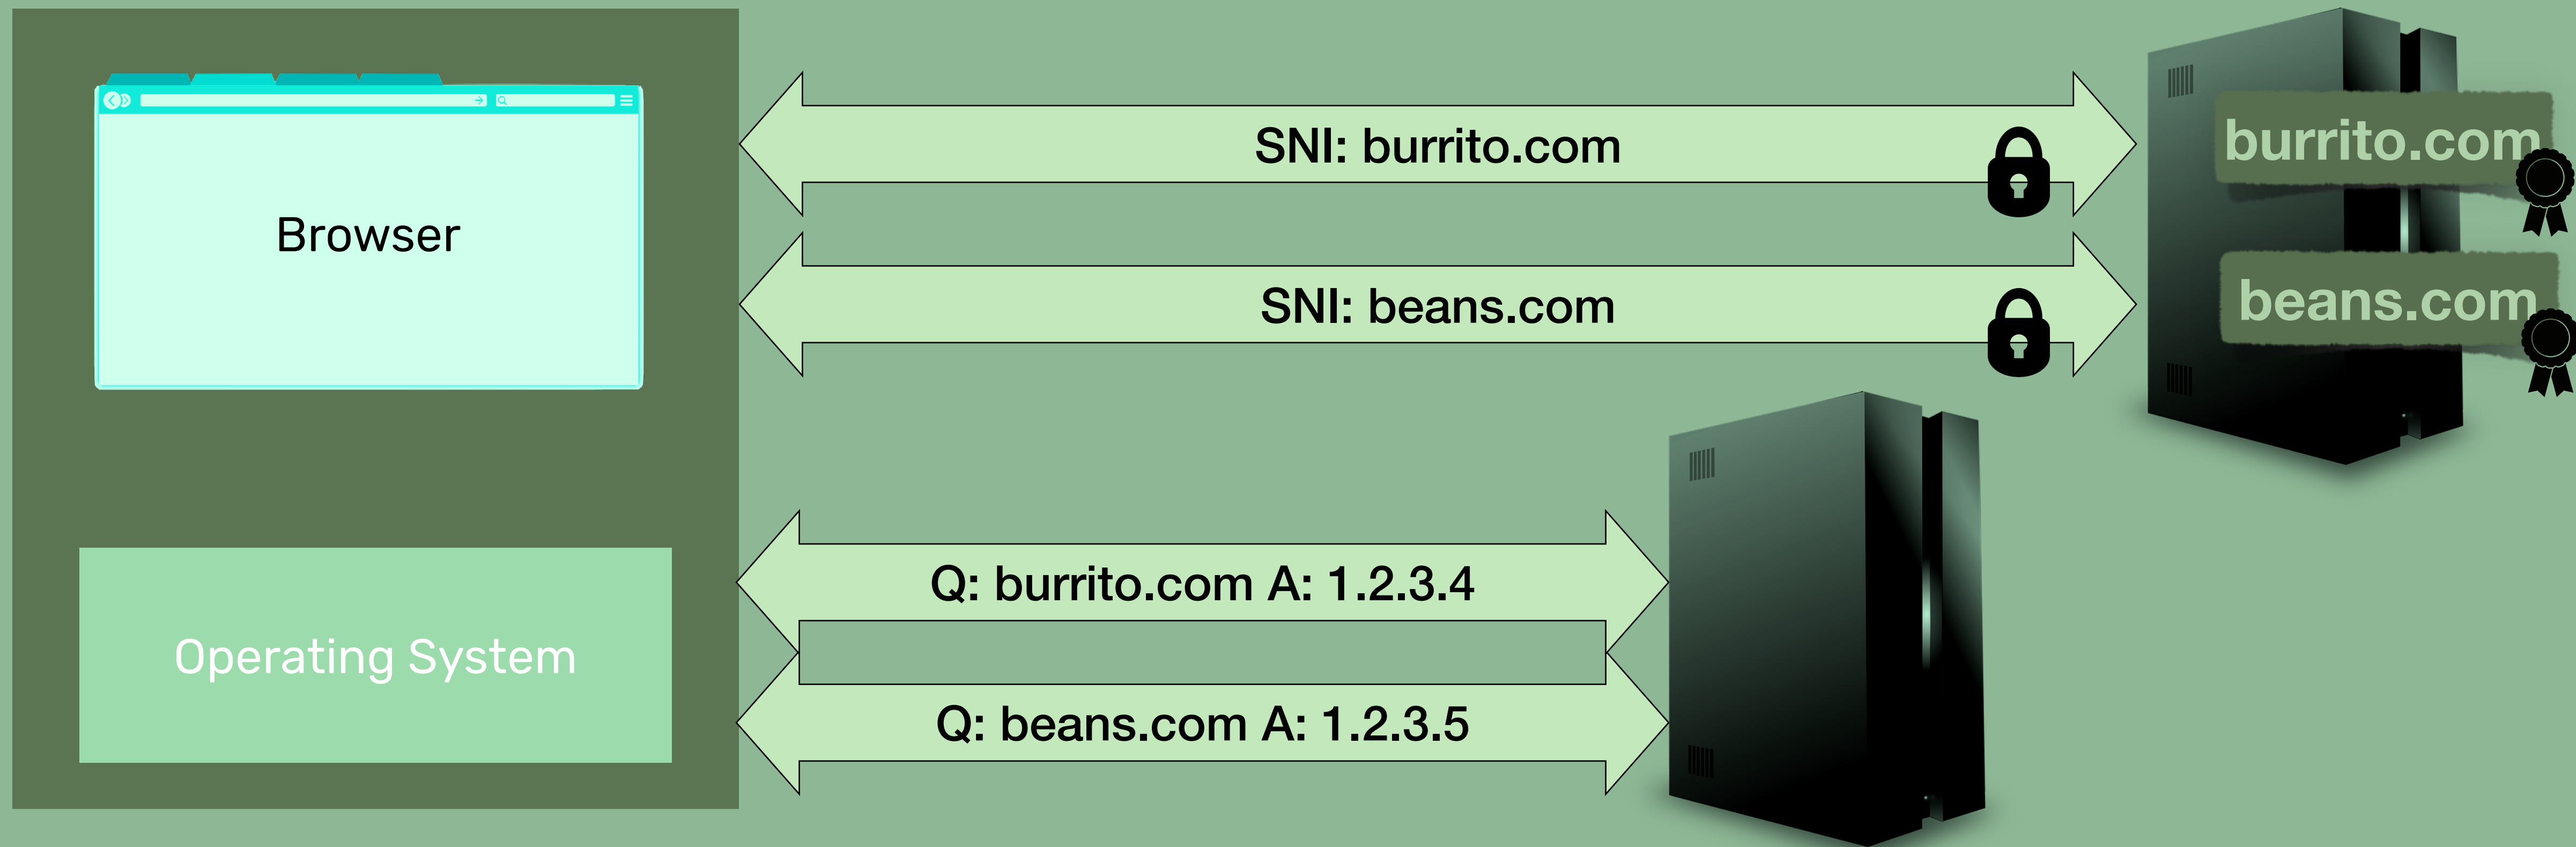 SNI: burrito.com
burrito.com
Browser
SNI: beans.com
beans.com
Q: burrito.com A: 1.2.3.4
Operating System
Q: beans.com A: 1.2.3.5